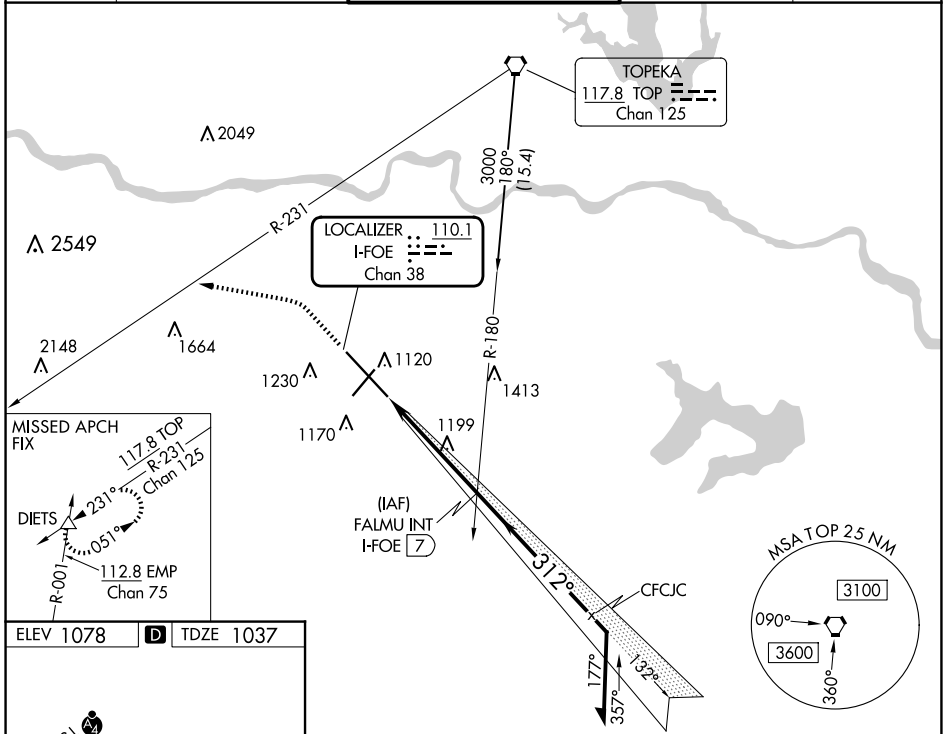 TOPEKA
117.8 TOP
Chan 125
2049
3000
180°
(15.4)
R-231
LOCALIZER 110.1
I-FOE
Chan 38
2549
R-180
2148
1664
1230
1120
1413
1170
1199
MISSED APCH
FIX
117.8 TOP
R-231
Chan 125
231°
DIETS
051°
112.8 EMP
Chan 75
R-001
(IAF)
FALMU INT
I-FOE 7
312°
CFCJC
177°
357°
132°
MSA TOP 25 NM
3100
090°
3600
360°
ELEV 1078 D TDZE 1037
A4